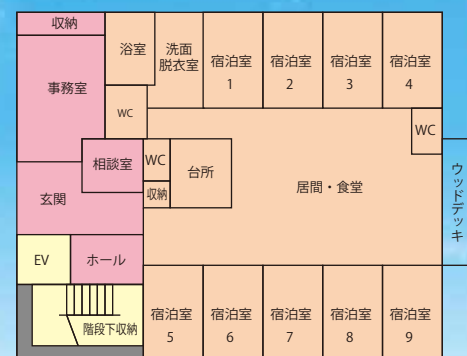 収納
浴室
洗面
脱衣室
宿泊室
1
宿泊室
2
宿泊室
3
宿泊室
4
事務室
WC
WC
相談室
WC
台所
収納
居間・食堂
ウッドデッキ
玄関
EV
ホール
階段下収納
宿泊室
5
宿泊室
6
宿泊室
7
宿泊室
8
宿泊室
9